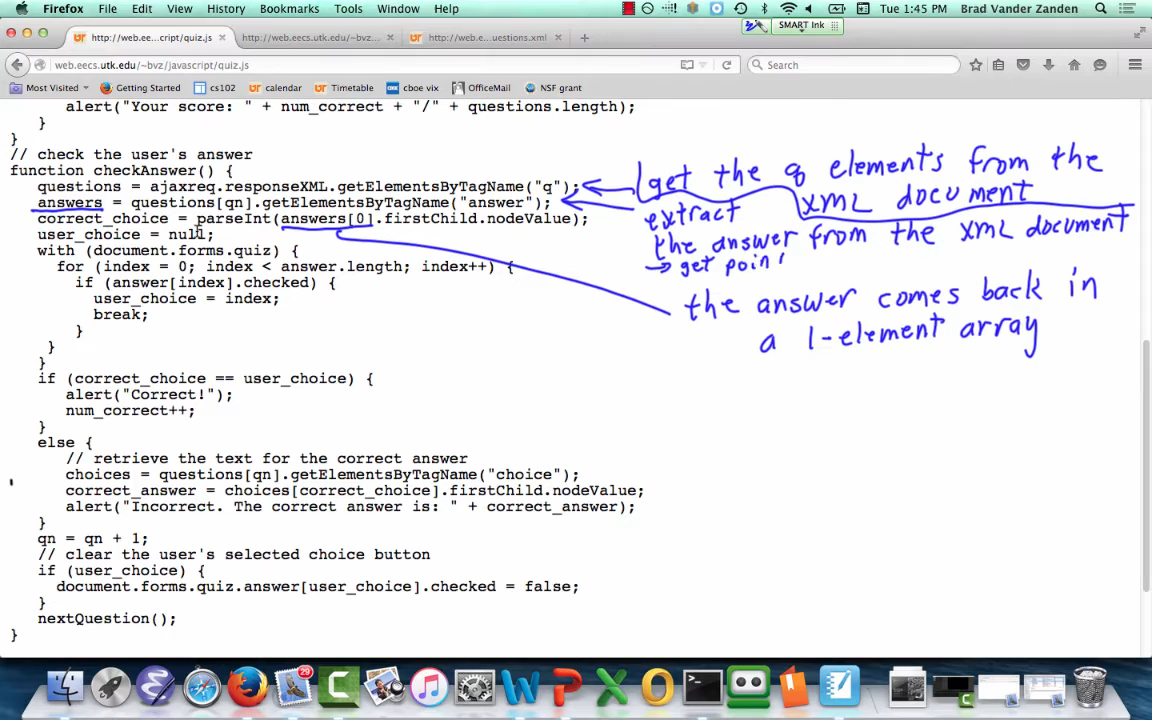 Firefox File Edit View History Bookmarks Tools Window Help Tue 1:45 PM Brad Vander Zanden
SMART Ink
http://web.ee...cript/quiz.js × http://web.eecs.utk.edu/~bvz/... × http://web.e...uestions.xml × +
web.eecs.utk.edu/~bvz/javascript/quiz.js Search
Most Visited Getting Started cs102 calendar Timetable cboe vix OfficeMail NSF grant
alert("Your score: " + num_correct + "/" + questions.length);
}
}
// check the user's answer
function checkAnswer() {
questions = ajaxreq.responseXML.getElementsByTagName("q");
answers = questions[qn].getElementsByTagName("answer");
correct_choice = parseInt(answers[0].firstChild.nodeValue);
user_choice = null;
with (document.forms.quiz) {
for (index = 0; index < answer.length; index++) {
if (answer[index].checked) {
user_choice = index;
break;
}
}
}
if (correct_choice == user_choice) {
alert("Correct!");
num_correct++;
}
else {
// retrieve the text for the correct answer
choices = questions[qn].getElementsByTagName("choice");
correct_answer = choices[correct_choice].firstChild.nodeValue;
alert("Incorrect. The correct answer is: " + correct_answer);
}
qn = qn + 1;
// clear the user's selected choice button
if (user_choice) {
document.forms.quiz.answer[user_choice].checked = false;
}
nextQuestion();
}
get the q elements from the
XML document
extract
the answer from the XML document
→ get poin
the answer comes back in
a 1-element array
29